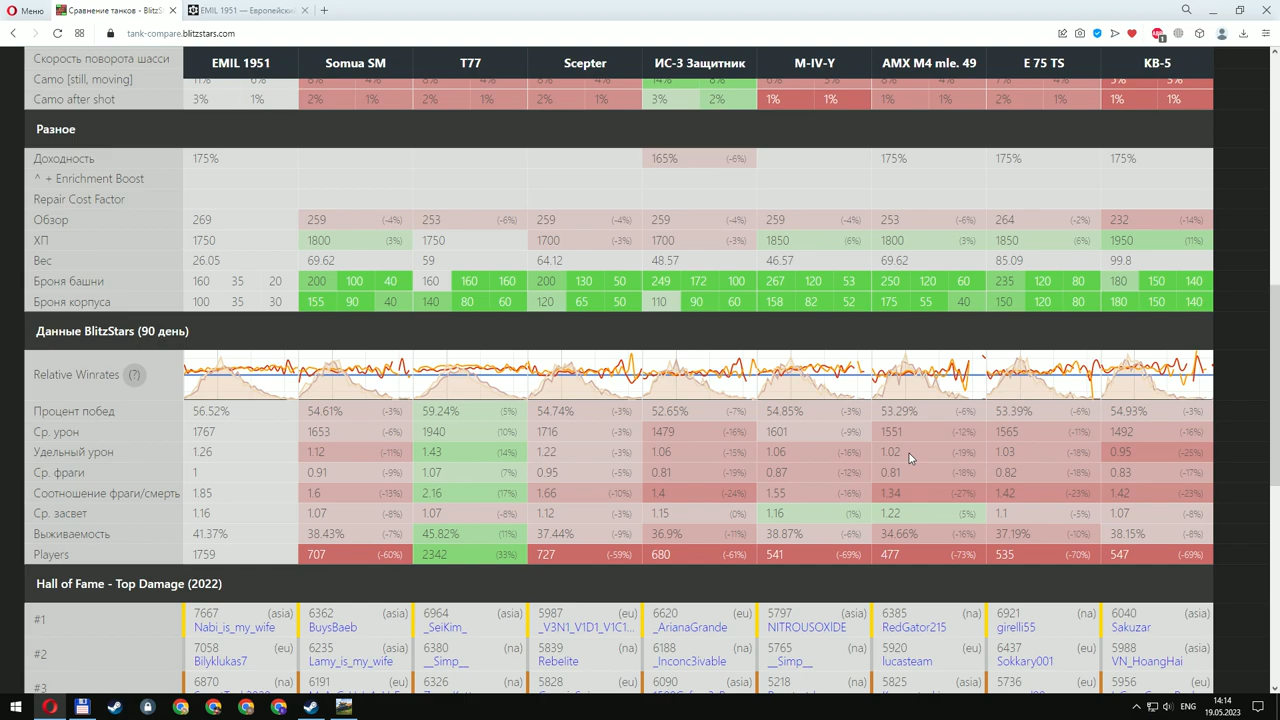 Меню
Сравнение танков - BlitzS
EMIL 1951 — Европейски
tank-compare.blitzstars.com
Скорость поворота шасси EMIL 1951 Somua SM T77 Scepter ИС-3 Защитник M-IV-Y AMX M4 mle. 49 E 75 TS КВ-5
Camo [still, moving]
Camo after shot 3% 1% 2% 1% 2% 1% 2% 1% 3% 2% 1% 1% 2% 1% 2% 1% 1% 1%
Разное
Доходность 175% 165% (-6%) 175% 175% 175%
^ + Enrichment Boost
Repair Cost Factor
Обзор 269 259 (-4%) 253 (-6%) 259 (-4%) 259 (-4%) 259 (-4%) 253 (-6%) 264 (-2%) 232 (-14%)
ХП 1750 1800 (3%) 1750 1700 (-3%) 1700 (-3%) 1850 (6%) 1800 (3%) 1850 (6%) 1950 (11%)
Вес 26.05 69.62 59 64.12 48.57 46.57 69.62 85.09 99.8
Броня башни 160 35 20 200 100 40 160 160 160 200 130 50 249 172 100 267 120 53 250 120 60 235 120 80 180 150 140
Броня корпуса 100 35 30 155 90 40 140 80 60 120 65 50 110 90 60 158 82 52 175 55 40 150 120 80 180 150 140
Данные BlitzStars (90 день)
Relative Winrates (?)
Процент побед 56.52% 54.61% (-3%) 59.24% (5%) 54.74% (-3%) 52.65% (-7%) 54.85% (-3%) 53.29% (-6%) 53.39% (-6%) 54.93% (-3%)
Ср. урон 1767 1653 (-6%) 1940 (10%) 1716 (-3%) 1479 (-16%) 1601 (-9%) 1551 (-12%) 1565 (-11%) 1492 (-16%)
Удельный урон 1.26 1.12 (-11%) 1.43 (14%) 1.22 (-3%) 1.06 (-15%) 1.06 (-16%) 1.02 (-19%) 1.03 (-18%) 0.95 (-25%)
Ср. фраги 1 0.91 (-9%) 1.07 (7%) 0.95 (-5%) 0.81 (-19%) 0.87 (-12%) 0.81 (-18%) 0.82 (-18%) 0.83 (-17%)
Соотношение фраги/смерть 1.85 1.6 (-13%) 2.16 (17%) 1.66 (-10%) 1.4 (-24%) 1.55 (-16%) 1.34 (-27%) 1.42 (-23%) 1.42 (-23%)
Ср. засвет 1.16 1.07 (-8%) 1.07 (-8%) 1.12 (-3%) 1.15 (0%) 1.16 (1%) 1.22 (5%) 1.1 (-5%) 1.07 (-8%)
Выживаемость 41.37% 38.43% (-7%) 45.82% (11%) 37.44% (-9%) 36.9% (-11%) 38.87% (-6%) 34.66% (-16%) 37.19% (-10%) 38.15% (-8%)
Players 1759 707 (-60%) 2342 (33%) 727 (-59%) 680 (-61%) 541 (-69%) 477 (-73%) 535 (-70%) 547 (-69%)
Hall of Fame - Top Damage (2022)
#1 7667 (asia) 6362 (asia) 6964 (asia) 5987 (eu) 6620 (eu) 5797 (asia) 6385 (na) 6921 (na) 6040 (asia)
Nabi_is_my_wife BuysBaeb _SeiKim_ _V3N1_V1D1_V1C1... _ArianaGrande NITROUSOXIDE RedGator215 girelli55 Sakuzar
#2 7058 (eu) 6235 (asia) 6380 (na) 5839 (na) 6188 (na) 5765 (na) 5920 (eu) 6437 (eu) 5988 (asia)
Bilyklukas7 Lamy_is_my_wife __Simp__ Rebelite _Inconc3ivable __Simp__ lucasteam Sokkary001 VN_HoangHai
#3 6870 (na) 6191 (eu) 6326 (na) 5828 (eu) 6090 (asia) 5218 (na) 5825 (asia) 5736 (na) 5956 (eu)
ENG
14:14
19.05.2023